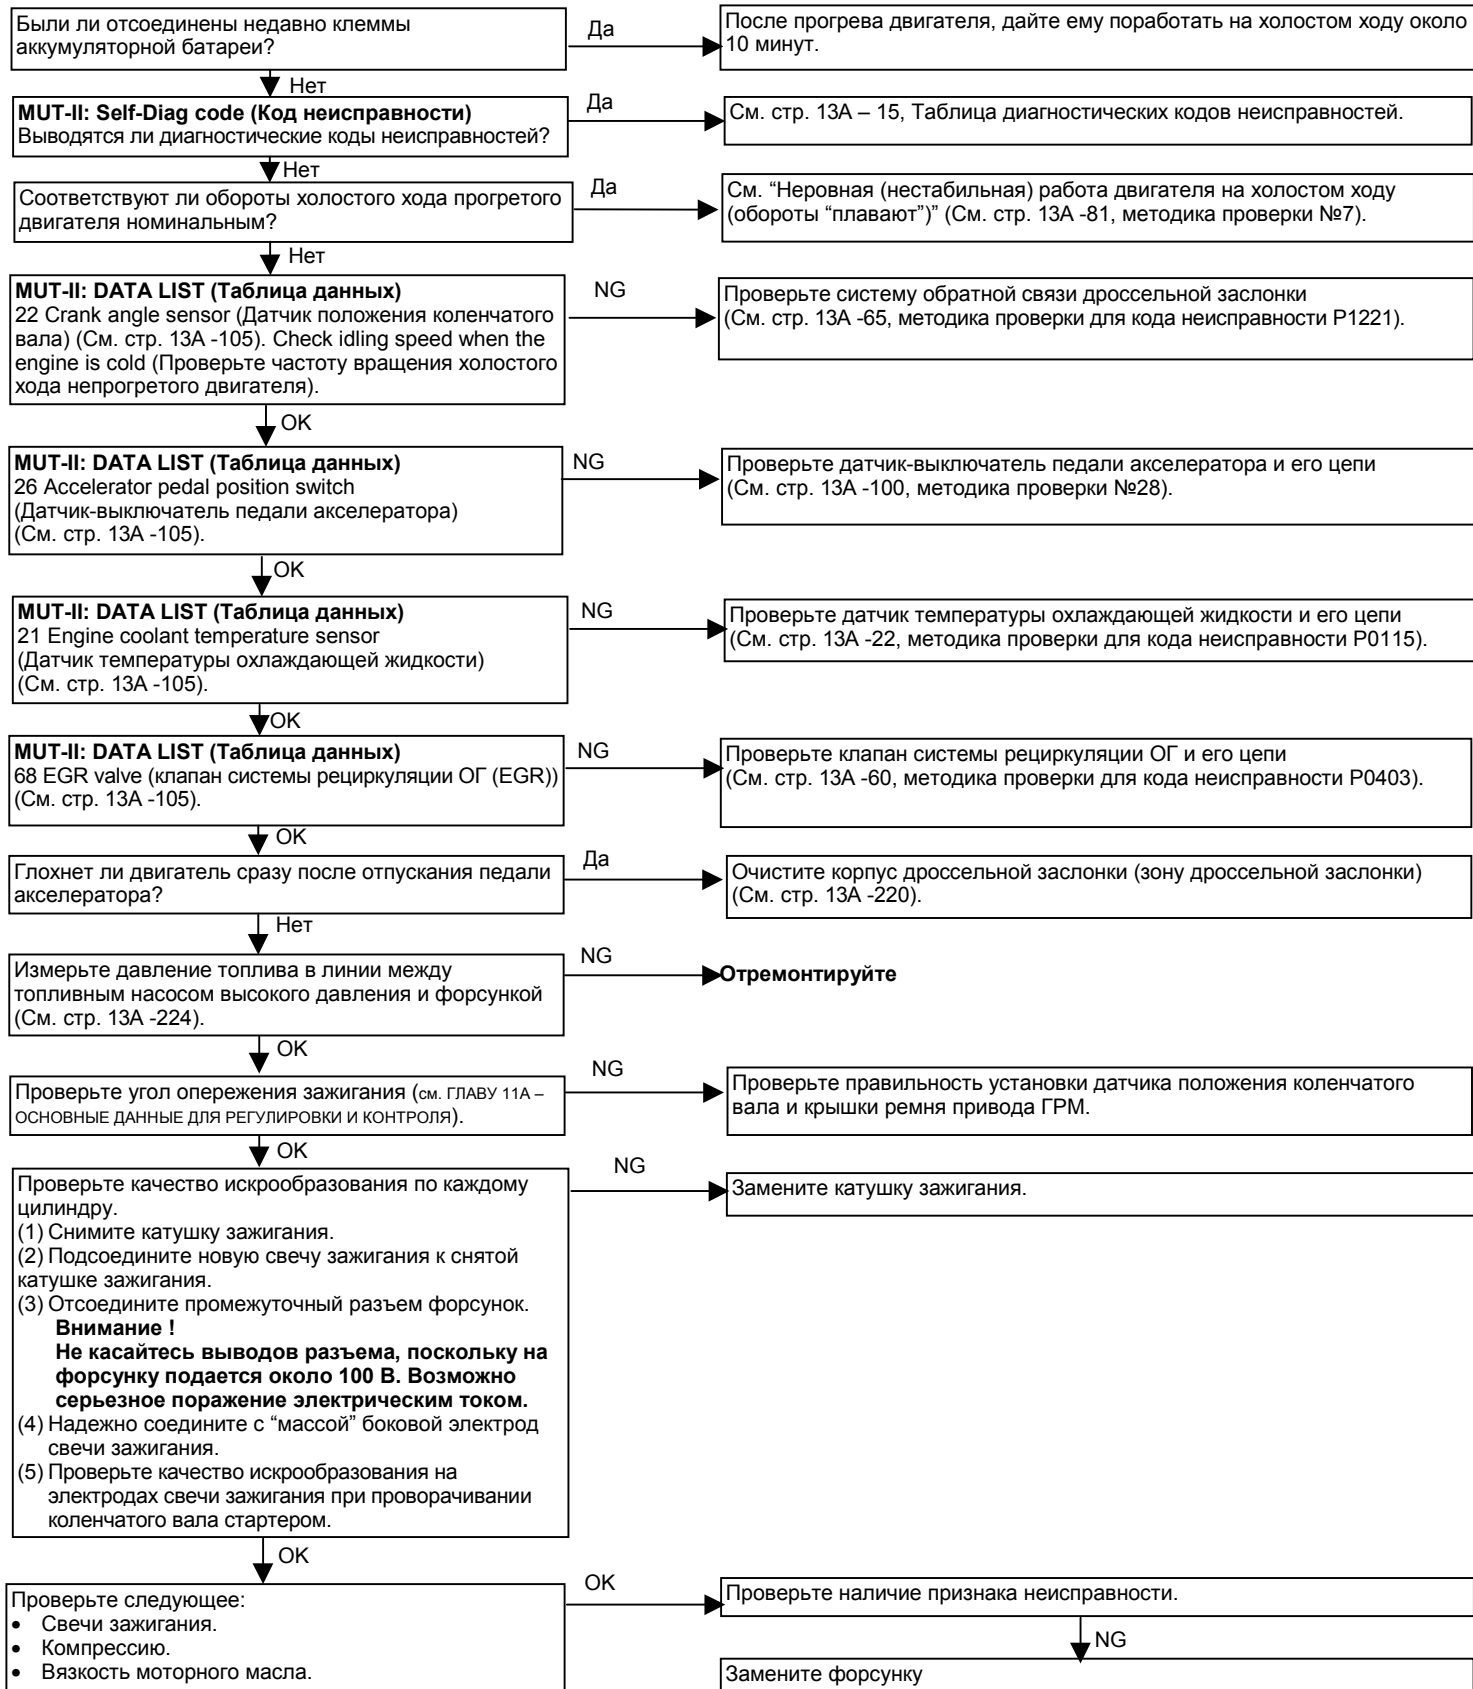 Были ли отсоединены недавно клеммы
аккумуляторной батареи?
Да
После прогрева двигателя, дайте ему поработать на холостом ходу около
10 минут.
Нет
MUT-II: Self-Diag code (Код неисправности)
Выводятся ли диагностические коды неисправностей?
Да
См. стр. 13А – 15, Таблица диагностических кодов неисправностей.
Нет
Соответствуют ли обороты холостого хода прогретого
двигателя номинальным?
Да
См. “Неровная (нестабильная) работа двигателя на холостом ходу
(обороты “плавают”)” (См. стр. 13А -81, методика проверки №7).
Нет
MUT-II: DATA LIST (Таблица данных)
22 Crank angle sensor (Датчик положения коленчатого
вала) (См. стр. 13А -105). Check idling speed when the
engine is cold (Проверьте частоту вращения холостого
хода непрогретого двигателя).
NG
Проверьте систему обратной связи дроссельной заслонки
(См. стр. 13А -65, методика проверки для кода неисправности P1221).
OK
MUT-II: DATA LIST (Таблица данных)
26 Accelerator pedal position switch
(Датчик-выключатель педали акселератора)
(См. стр. 13А -105).
NG
Проверьте датчик-выключатель педали акселератора и его цепи
(См. стр. 13А -100, методика проверки №28).
OK
MUT-II: DATA LIST (Таблица данных)
21 Engine coolant temperature sensor
(Датчик температуры охлаждающей жидкости)
(См. стр. 13А -105).
NG
Проверьте датчик температуры охлаждающей жидкости и его цепи
(См. стр. 13А -22, методика проверки для кода неисправности P0115).
OK
MUT-II: DATA LIST (Таблица данных)
68 EGR valve (клапан системы рециркуляции ОГ (EGR))
(См. стр. 13А -105).
NG
Проверьте клапан системы рециркуляции ОГ и его цепи
(См. стр. 13А -60, методика проверки для кода неисправности P0403).
OK
Глохнет ли двигатель сразу после отпускания педали
акселератора?
Да
Очистите корпус дроссельной заслонки (зону дроссельной заслонки)
(См. стр. 13А -220).
Нет
Измерьте давление топлива в линии между
топливным насосом высокого давления и форсункой
(См. стр. 13А -224).
NG
Отремонтируйте
OK
Проверьте угол опережения зажигания (см. ГЛАВУ 11А –
ОСНОВНЫЕ ДАННЫЕ ДЛЯ РЕГУЛИРОВКИ И КОНТРОЛЯ).
NG
Проверьте правильность установки датчика положения коленчатого
вала и крышки ремня привода ГРМ.
OK
Проверьте качество искрообразования по каждому
цилиндру.
(1) Снимите катушку зажигания.
(2) Подсоедините новую свечу зажигания к снятой
катушке зажигания.
(3) Отсоедините промежуточный разъем форсунок.
Внимание !
Не касайтесь выводов разъема, поскольку на
форсунку подается около 100 В. Возможно
серьезное поражение электрическим током.
(4) Надежно соедините с “массой” боковой электрод
свечи зажигания.
(5) Проверьте качество искрообразования на
электродах свечи зажигания при проворачивании
коленчатого вала стартером.
NG
Замените катушку зажигания.
OK
Проверьте следующее:
• Свечи зажигания.
• Компрессию.
• Вязкость моторного масла.
OK
Проверьте наличие признака неисправности.
NG
Замените форсунку